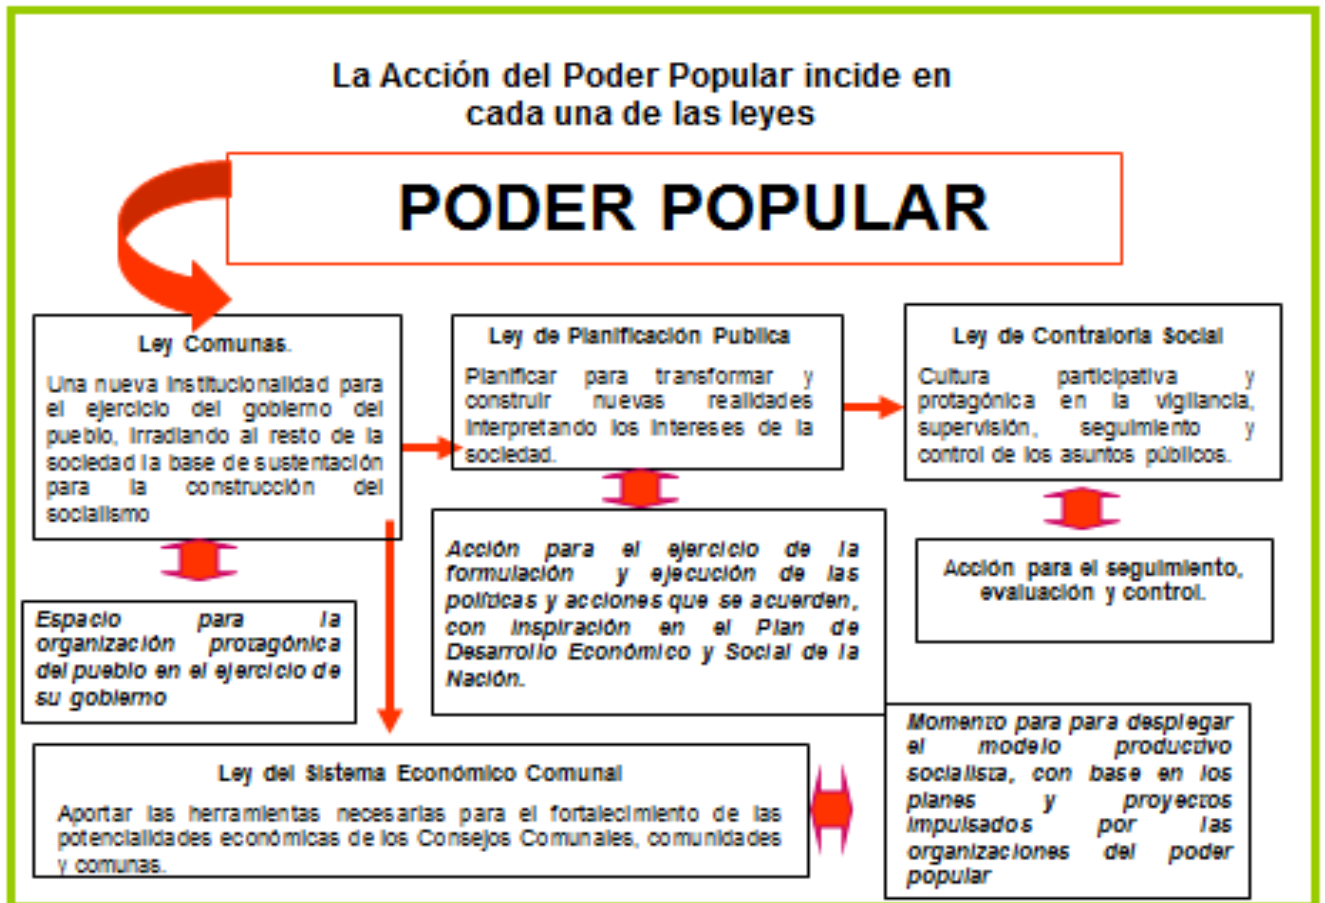 La Acción del Poder Popular incide en
cada una de las leyes
PODER POPULAR
Ley Comunas.
Una nueva institucionalidad para
el ejercicio del gobierno del
pueblo, irradiando al resto de la
sociedad la base de sustentación
para la construcción del
socialismo
Ley de Planificación Publica
Planificar para transformar y
construir nuevas realidades
interpretando los intereses de la
sociedad.
Ley de Contraloria Social
Cultura participativa y
protagónica en la vigilancia,
supervisión, seguimiento y
control de los asuntos públicos.
Espacio para la
organización protagónica
del pueblo en el ejercicio de
su gobierno
Acción para el ejercicio de la
formulación y ejecución de las
políticas y acciones que se acuerden,
con inspiración en el Plan de
Desarrollo Económico y Social de la
Nación.
Acción para el seguimiento,
evaluación y control.
Ley del Sistema Económico Comunal
Aportar las herramientas necesarias para el fortalecimiento de las
potencialidades económicas de los Consejos Comunales, comunidades
y comunas.
Momento para para desplegar
el modelo productivo
socialista, con base en los
planes y proyectos
impulsados por las
organizaciones del poder
popular